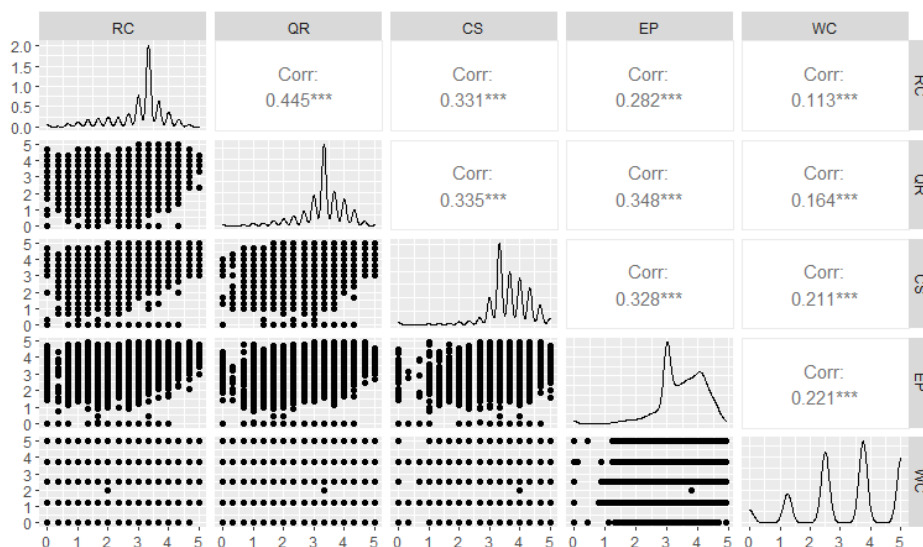 RC QR CS EP WC
2.0
1.5
1.0
0.5
0.0
Corr:
0.445***
Corr:
0.331***
Corr:
0.282***
Corr:
0.113***
RC
5
4
3
2
1
0
Corr:
0.335***
Corr:
0.348***
Corr:
0.164***
QR
5
4
3
2
1
0
Corr:
0.328***
Corr:
0.211***
CS
5
4
3
2
1
0
Corr:
0.221***
EP
5
4
3
2
1
0
WC
0 1 2 3 4 5 0 1 2 3 4 5 0 1 2 3 4 5 0 1 2 3 4 5 0 1 2 3 4 5